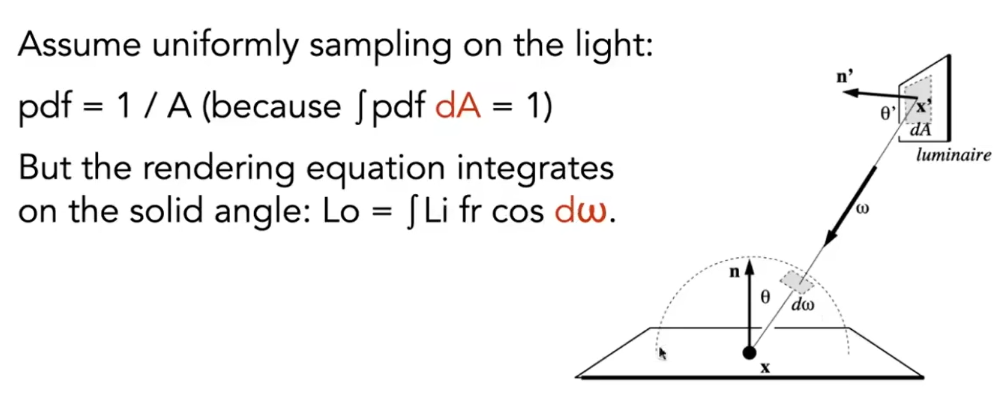 Assume uniformly sampling on the light:
pdf = 1 / A (because ∫pdf dA = 1)
But the rendering equation integrates
on the solid angle: Lo = ∫Li fr cos dω.
n’
θ’
x’
dA
luminaire
ω
n
θ
dω
x